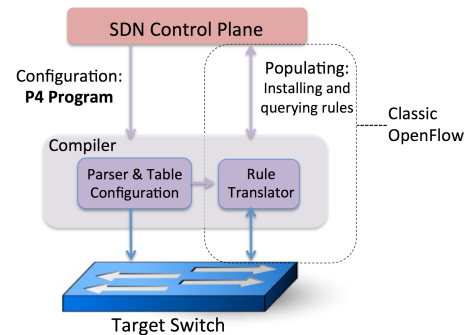 SDN Control Plane
Configuration:
P4 Program
Populating:
Installing and
querying rules
Classic
OpenFlow
Compiler
Parser & Table
Configuration
Rule
Translator
Target Switch